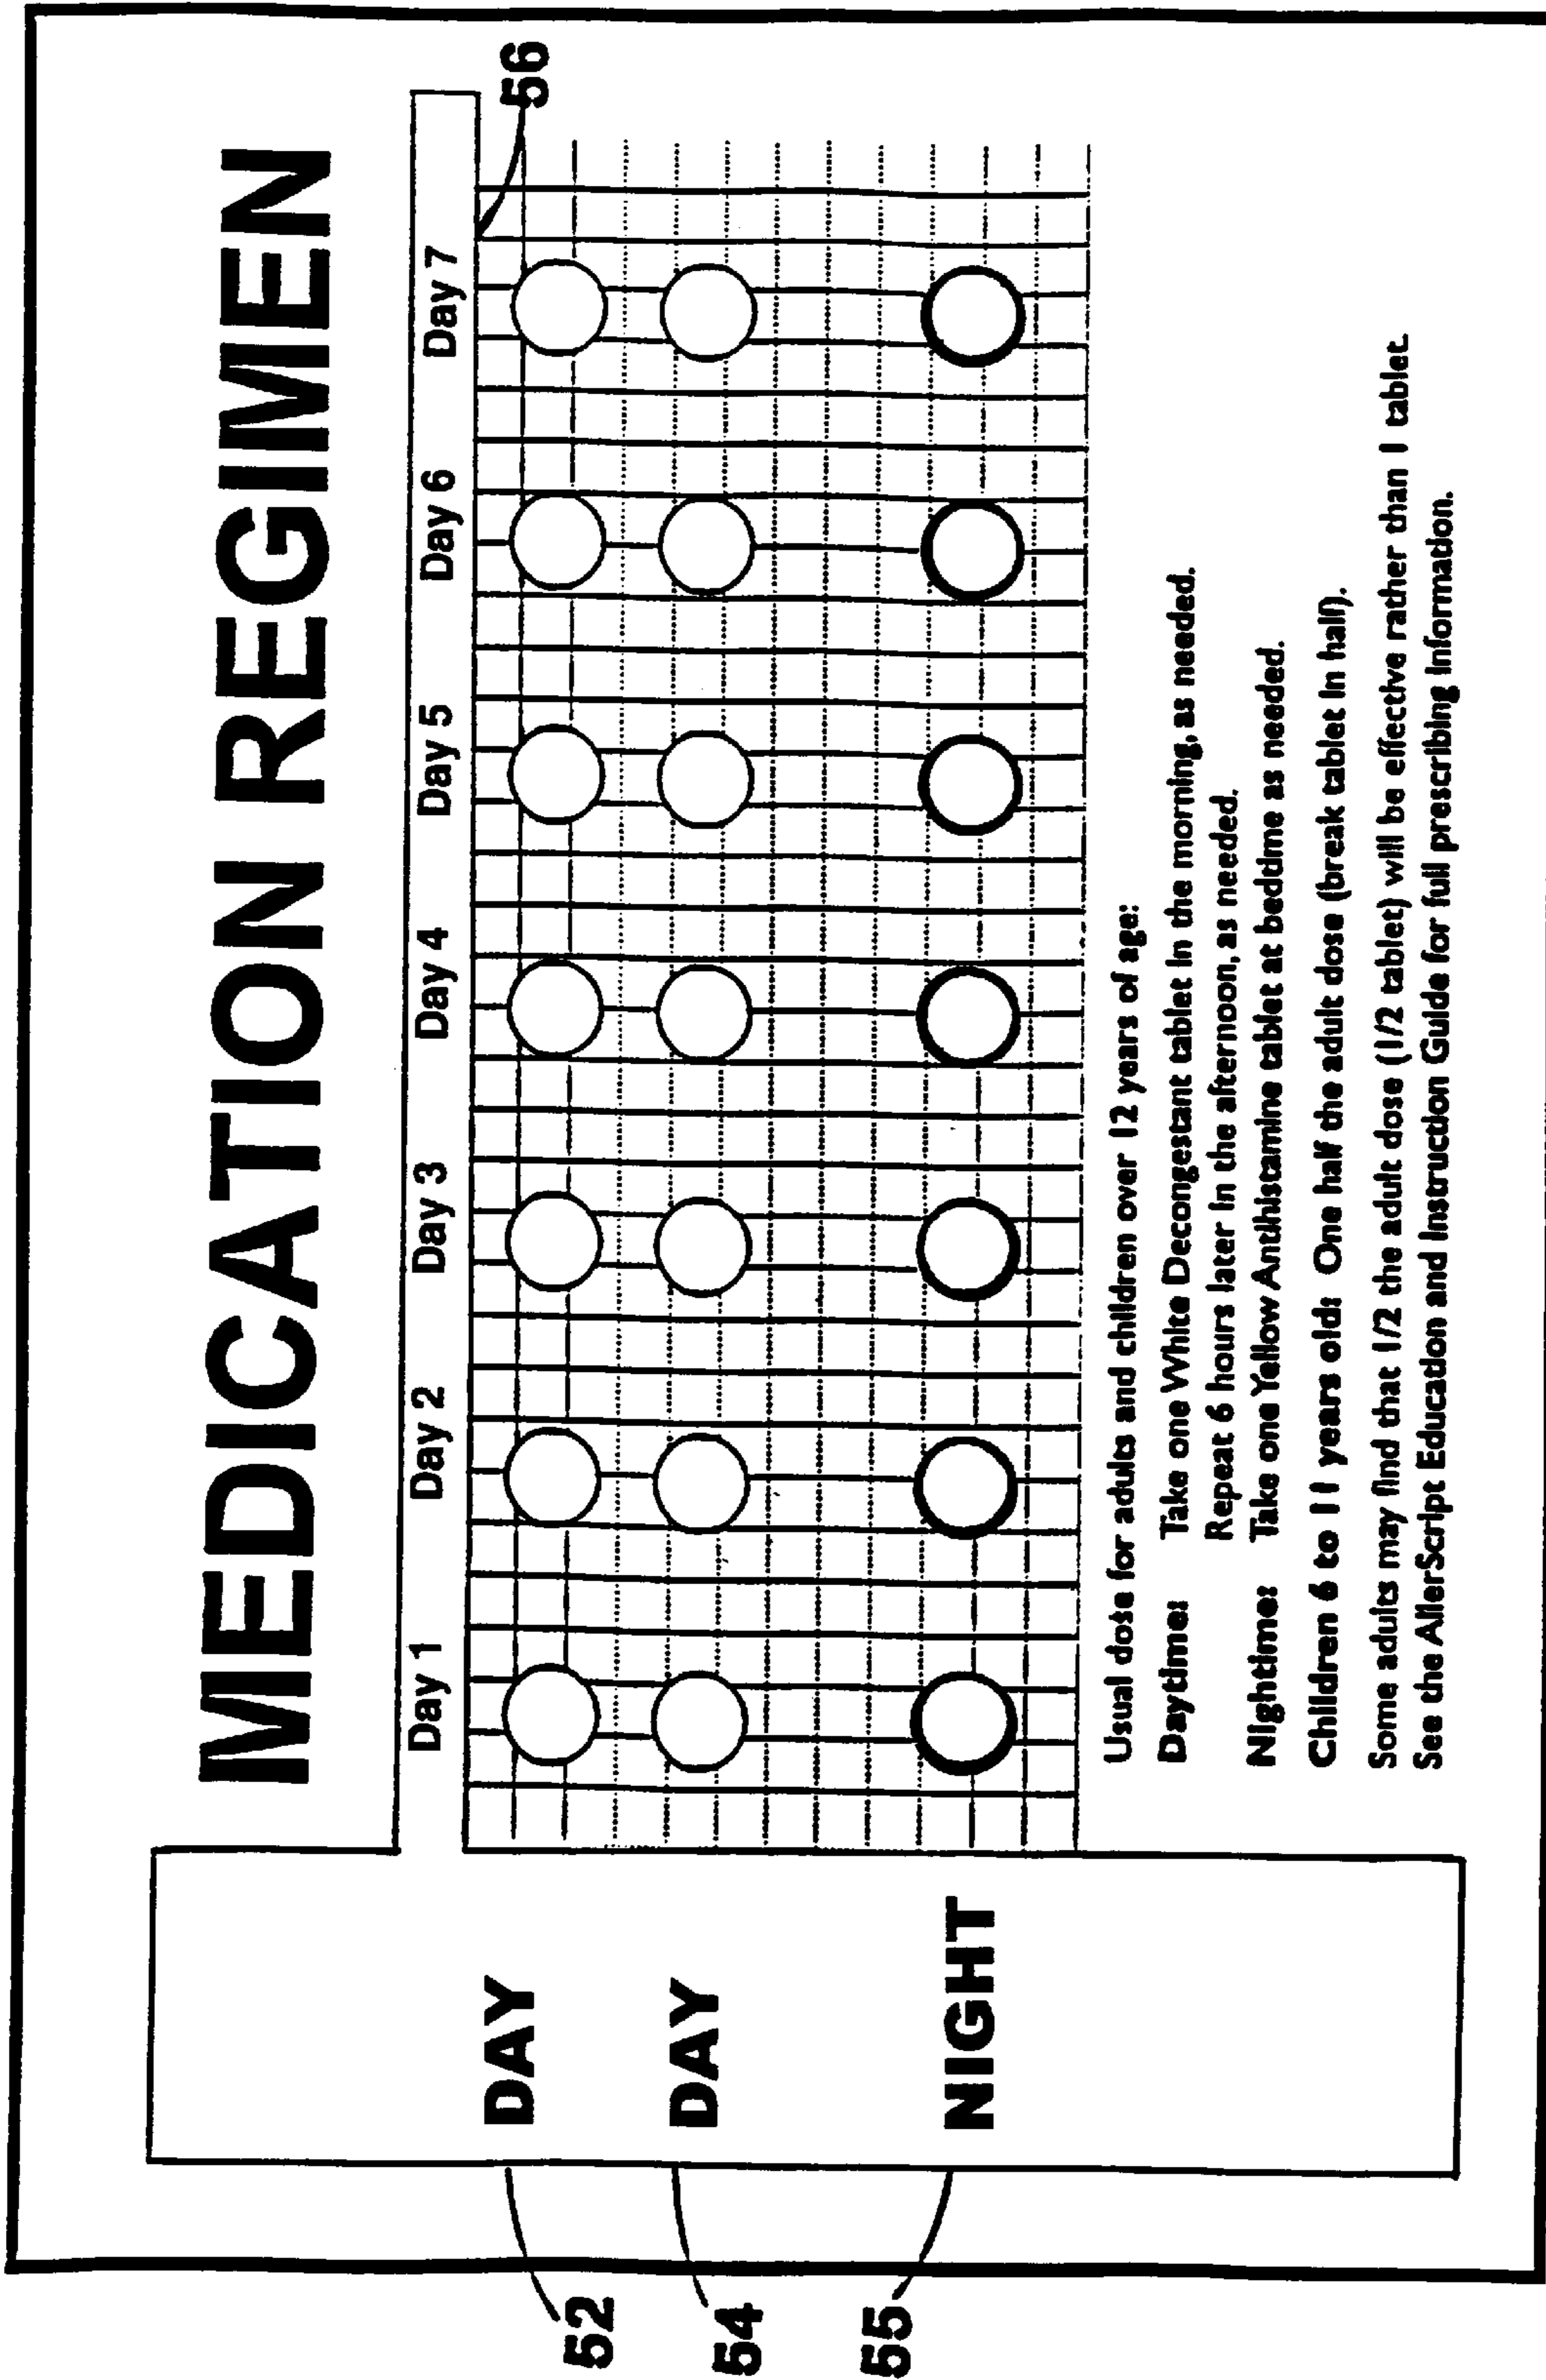 MEDICATION REGIMEN
Day 1 Day 2 Day 3 Day 4 Day 5 Day 6 Day 7
56
52 DAY
54 DAY
55 NIGHT
Usual dose for adults and children over 12 years of age:
Daytime: Take one White Decongestant tablet in the morning, as needed.
Repeat 6 hours later in the afternoon, as needed.
Nightime: Take one Yellow Antihistamine tablet at bedtime as needed.
Children 6 to 11 years old: One half the adult dose (break tablet in half).
Some adults may find that 1/2 the adult dose (1/2 tablet) will be effective rather than 1 tablet.
See the AllerScript Education and Instruction Guide for full prescribing information.